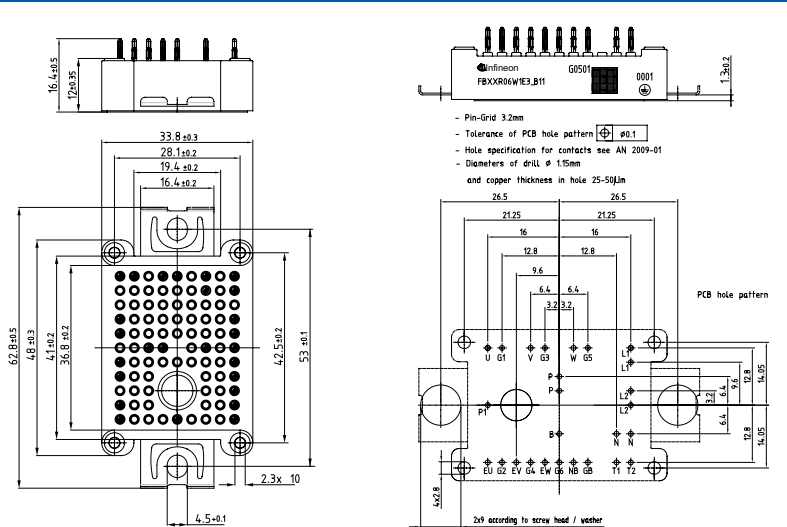 16.4±0.5
12±0.35
infineon
FBXXR06W1E3_B11
G0501
0001
1.3±0.2
- Pin-Grid 3.2mm
- Tolerance of PCB hole pattern ⌖ ø0.1
- Hole specification for contacts see AN 2009-01
- Diameters of drill ø 1.15mm
and copper thickness in hole 25-50µm
33.8±0.3
28.1±0.2
19.4±0.2
16.4±0.2
62.8±0.5
48±0.3
41±0.2
36.8±0.2
42.5±0.2
53±0.1
2.3x 10
4.5+0.1
26.5 26.5
21.25 21.25
16 16
12.8 12.8
9.6
6.4 6.4
3.2 3.2
PCB hole pattern
U G1 V G3 W G5 L1
L1
P
P
L2
P1 L2
B N N
EU G2 EV G4 EW G6 NB GB T1 T2
3.2
6.4
9.6
12.8
14.05
6.4
12.8
14.05
4x2.8
2x9 according to screw head / washer